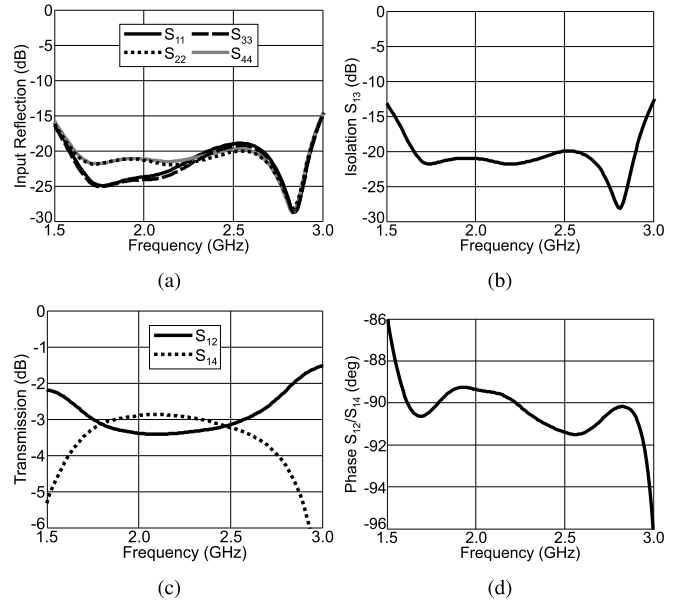 0
-5
-10
-15
-20
-25
-30
Input Reflection (dB)
S11 S33
S22 S44
1.5 2.0 2.5 3.0
Frequency (GHz)
(a)
0
-5
-10
-15
-20
-25
-30
Isolation S13 (dB)
1.5 2.0 2.5 3.0
Frequency (GHz)
(b)
0
-1
-2
-3
-4
-5
-6
Transmission (dB)
S12
S14
1.5 2.0 2.5 3.0
Frequency (GHz)
(c)
-86
-88
-90
-92
-94
-96
Phase S12/S14 (deg)
1.5 2.0 2.5 3.0
Frequency (GHz)
(d)